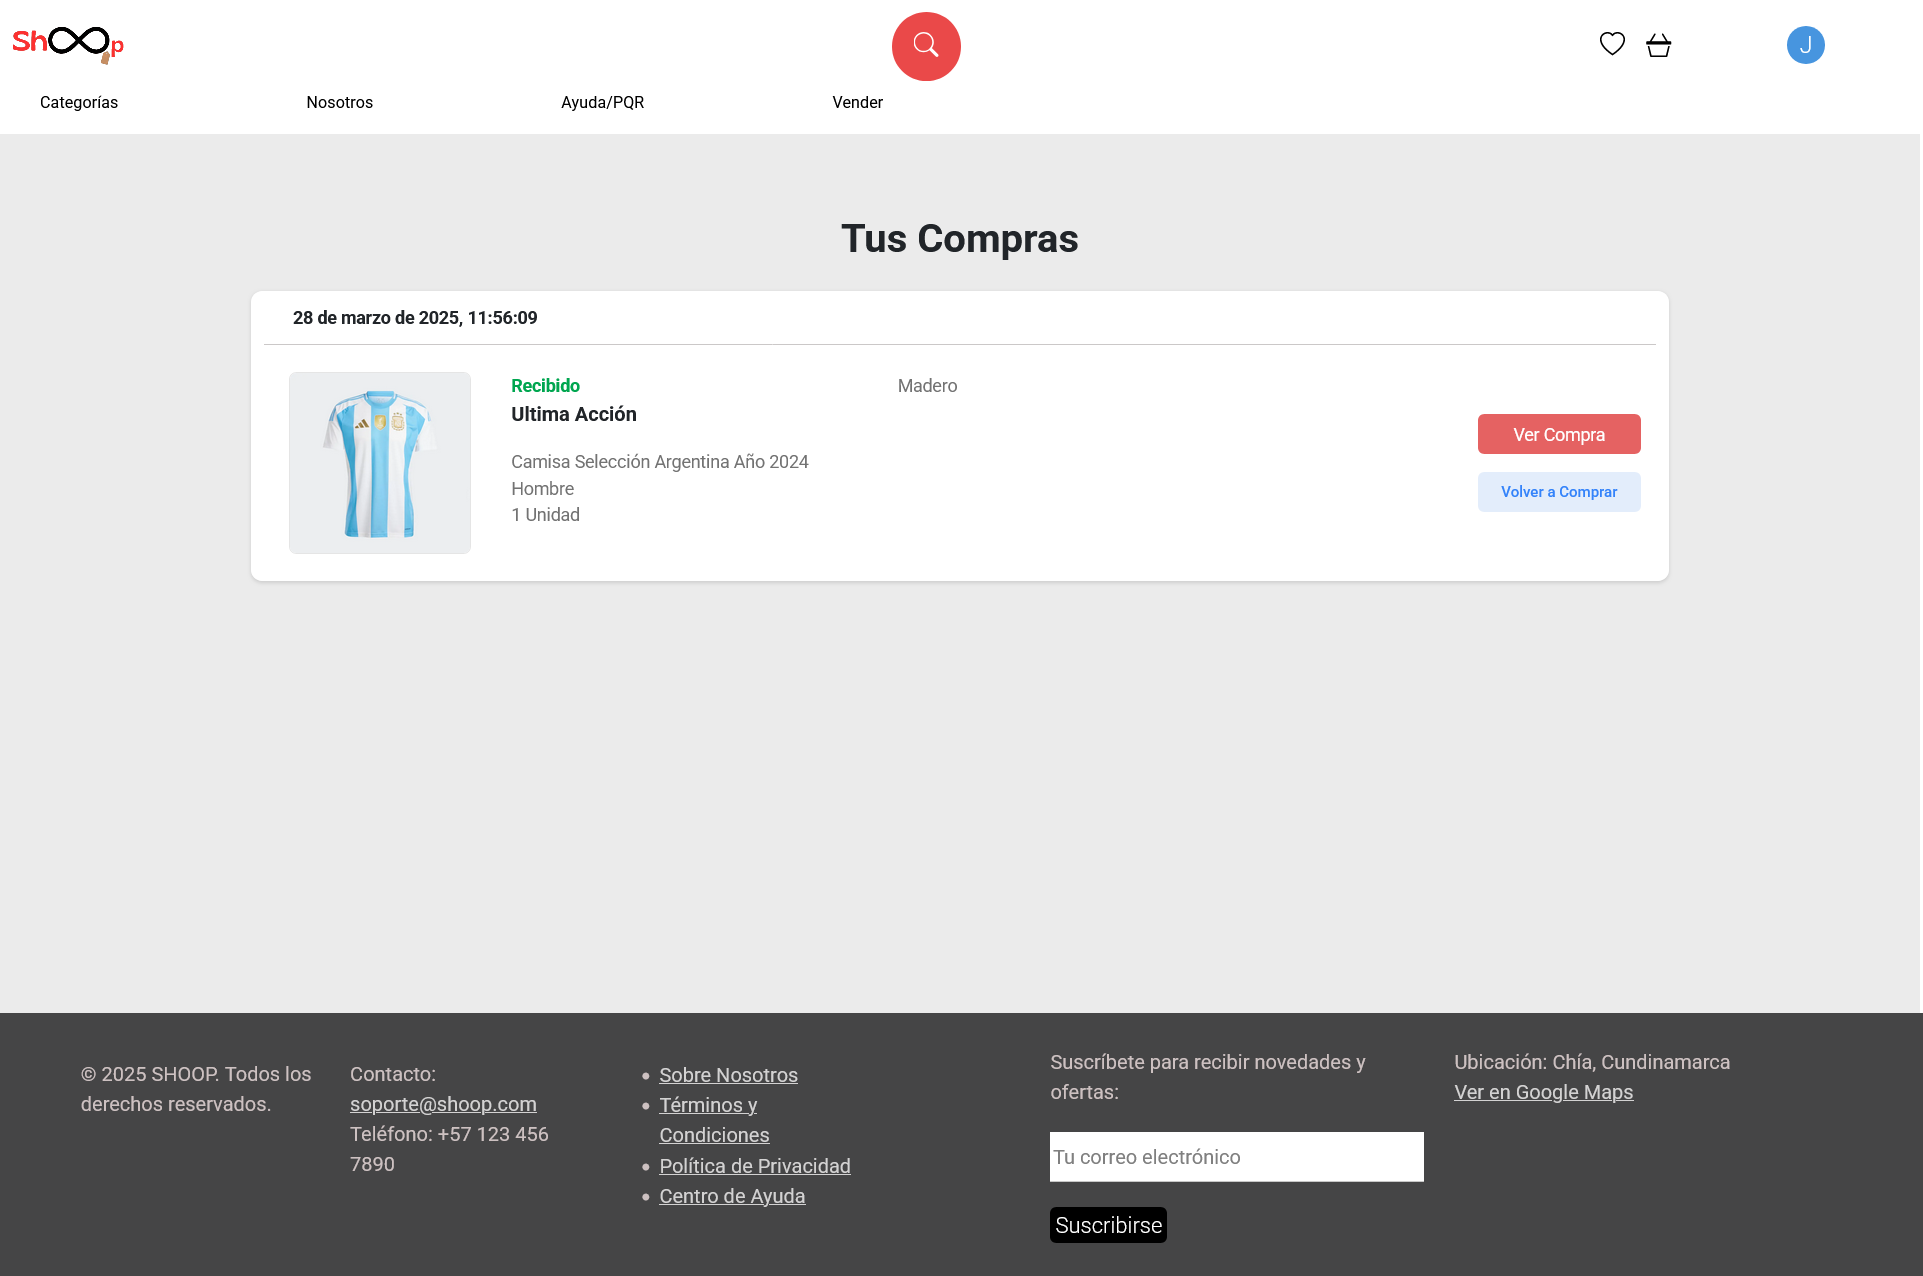 Shoop
J
Categorías
Nosotros
Ayuda/PQR
Vender
Tus Compras
28 de marzo de 2025, 11:56:09
Recibido
Ultima Acción
Camisa Selección Argentina Año 2024
Hombre
1 Unidad
Madero
Ver Compra
Volver a Comprar
© 2025 SHOOP. Todos los
derechos reservados.
Contacto:
soporte@shoop.com
Teléfono: +57 123 456
7890
Sobre Nosotros
Términos y
Condiciones
Política de Privacidad
Centro de Ayuda
Suscríbete para recibir novedades y
ofertas:
Tu correo electrónico
Suscribirse
Ubicación: Chía, Cundinamarca
Ver en Google Maps